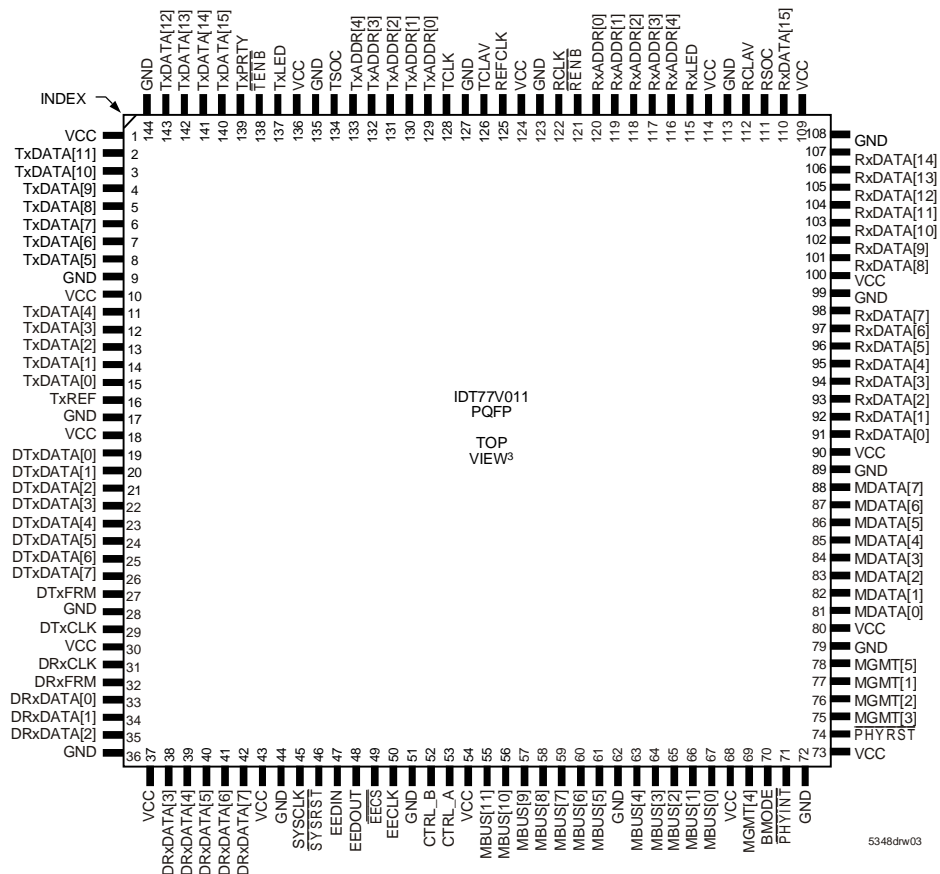 INDEX
GND
TxDATA[12]
TxDATA[13]
TxDATA[14]
TxDATA[15]
TxPRTY
TENB
TxLED
VCC
GND
TSOC
TxADDR[4]
TxADDR[3]
TxADDR[2]
TxADDR[1]
TxADDR[0]
TCLK
GND
TCLAV
REFCLK
VCC
GND
RCLK
RENB
RxADDR[0]
RxADDR[1]
RxADDR[2]
RxADDR[3]
RxADDR[4]
RxLED
VCC
GND
RCLAV
RSOC
RxDATA[15]
VCC
144 143 142 141 140 139 138 137 136 135 134 133 132 131 130 129 128 127 126 125 124 123 122 121 120 119 118 117 116 115 114 113 112 111 110 109
VCC 1
TxDATA[11] 2
TxDATA[10] 3
TxDATA[9] 4
TxDATA[8] 5
TxDATA[7] 6
TxDATA[6] 7
TxDATA[5] 8
GND 9
VCC 10
TxDATA[4] 11
TxDATA[3] 12
TxDATA[2] 13
TxDATA[1] 14
TxDATA[0] 15
TxREF 16
GND 17
VCC 18
DTxDATA[0] 19
DTxDATA[1] 20
DTxDATA[2] 21
DTxDATA[3] 22
DTxDATA[4] 23
DTxDATA[5] 24
DTxDATA[6] 25
DTxDATA[7] 26
DTxFRM 27
GND 28
DTxCLK 29
VCC 30
DRxCLK 31
DRxFRM 32
DRxDATA[0] 33
DRxDATA[1] 34
DRxDATA[2] 35
GND 36
IDT77V011
PQFP
TOP
VIEW³
108 GND
107 RxDATA[14]
106 RxDATA[13]
105 RxDATA[12]
104 RxDATA[11]
103 RxDATA[10]
102 RxDATA[9]
101 RxDATA[8]
100 VCC
99 GND
98 RxDATA[7]
97 RxDATA[6]
96 RxDATA[5]
95 RxDATA[4]
94 RxDATA[3]
93 RxDATA[2]
92 RxDATA[1]
91 RxDATA[0]
90 VCC
89 GND
88 MDATA[7]
87 MDATA[6]
86 MDATA[5]
85 MDATA[4]
84 MDATA[3]
83 MDATA[2]
82 MDATA[1]
81 MDATA[0]
80 VCC
79 GND
78 MGMT[5]
77 MGMT[1]
76 MGMT[2]
75 MGMT[3]
74 PHYRST
73 VCC
37 38 39 40 41 42 43 44 45 46 47 48 49 50 51 52 53 54 55 56 57 58 59 60 61 62 63 64 65 66 67 68 69 70 71 72
VCC
DRxDATA[3]
DRxDATA[4]
DRxDATA[5]
DRxDATA[6]
DRxDATA[7]
VCC
GND
SYSCLK
SYSRST
EEDIN
EEDOUT
EECS
EECLK
GND
CTRL_B
CTRL_A
VCC
MBUS[11]
MBUS[10]
MBUS[9]
MBUS[8]
MBUS[7]
MBUS[6]
MBUS[5]
GND
MBUS[4]
MBUS[3]
MBUS[2]
MBUS[1]
MBUS[0]
VCC
MGMT[4]
BMODE
PHYINT
GND
5348drw03